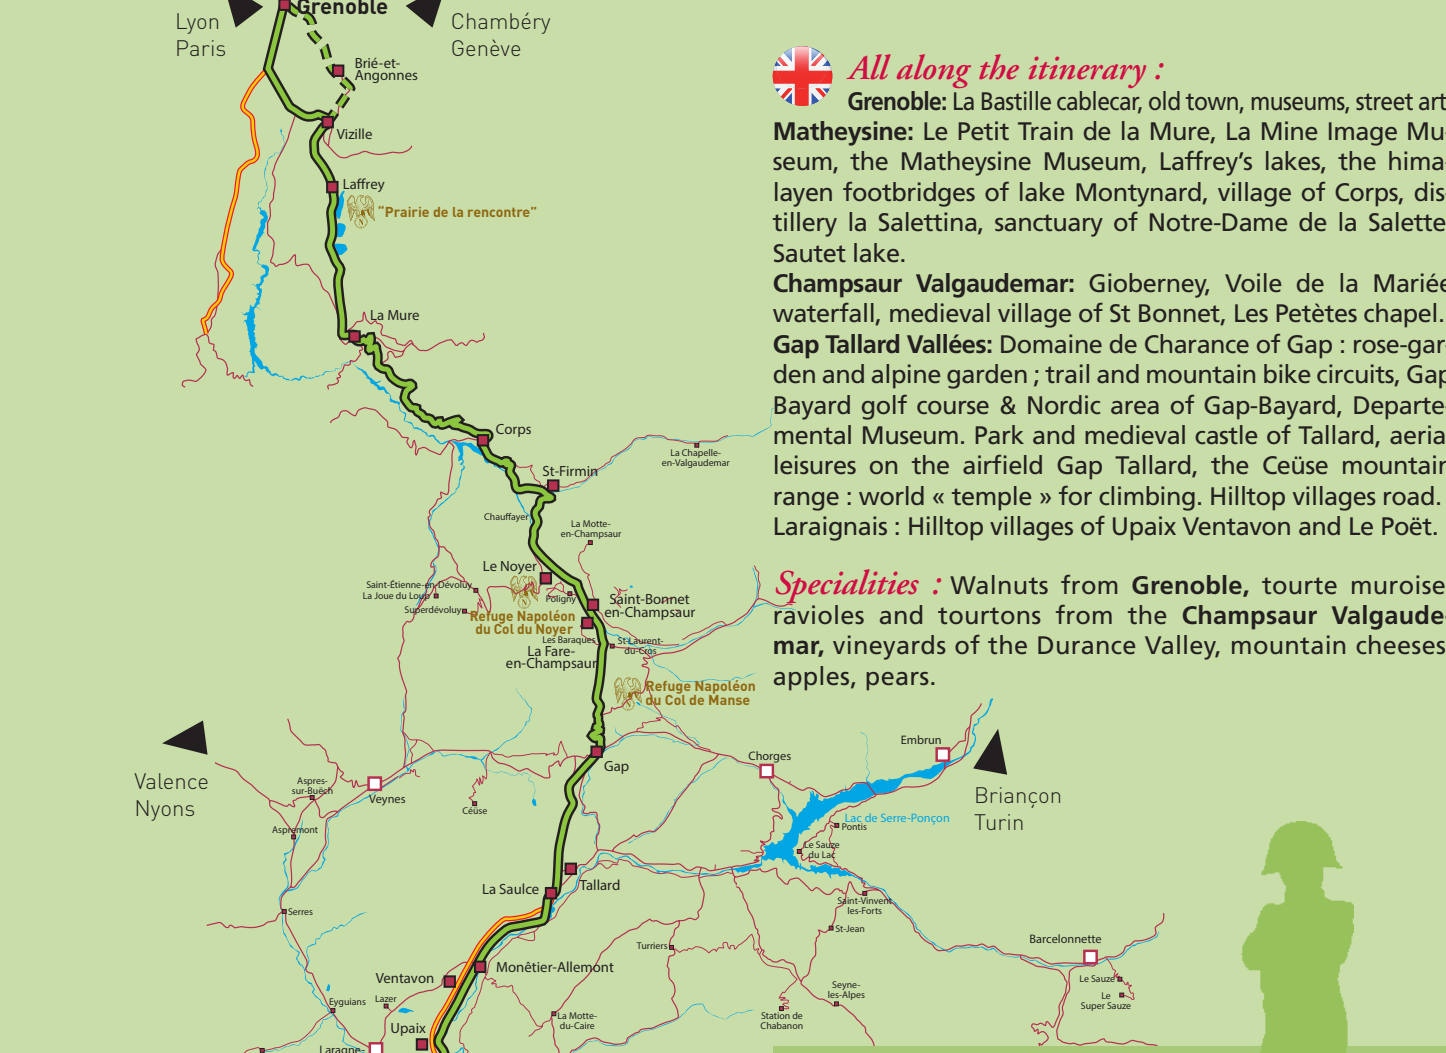 Grenoble
Lyon
Paris
Chambéry
Genève
Brié-et-
Angonnes
Vizille
Laffrey
"Prairie de la rencontre"
La Mure
Corps
La Chapelle-
en-Valgaudemar
St-Firmin
Chauffayer
La Motte-
en-Champsaur
Le Noyer
Saint-Étienne-en-Dévoluy
La Joue du Loup
Superdévoluy
Poligny
Saint-Bonnet
en-Champsaur
Refuge Napoléon
du Col du Noyer
Les Baraques
St-Laurent-
du-Cros
La Fare-
en-Champsaur
Refuge Napoléon
du Col de Manse
Valence
Nyons
Aspres-
sur-Buëch
Veynes
Céüse
Aspremont
Gap
Chorges
Embrun
Briançon
Turin
Lac de Serre-Ponçon
Pontis
Le Sauze
du Lac
Tallard
La Saulce
Saint-Vinvent
les-Forts
St-Jean
Serres
Turriers
Barcelonnette
Le Sauze
Le
Super Sauze
Monêtier-Allemont
Ventavon
Seyne-
les-Alpes
Eyguians
Lazer
La Motte-
du-Caire
Station de
Chabanon
Upaix
Laragne-
All along the itinerary :
Grenoble: La Bastille cablecar, old town, museums, street art
Matheysine: Le Petit Train de la Mure, La Mine Image Mu-
seum, the Matheysine Museum, Laffrey's lakes, the hima-
layen footbridges of lake Montynard, village of Corps, dis-
tillery la Salettina, sanctuary of Notre-Dame de la Salette
Sautet lake.
Champsaur Valgaudemar: Gioberney, Voile de la Mariée
waterfall, medieval village of St Bonnet, Les Petètes chapel.
Gap Tallard Vallées: Domaine de Charance of Gap : rose-gar-
den and alpine garden ; trail and mountain bike circuits, Gap
Bayard golf course & Nordic area of Gap-Bayard, Departe-
mental Museum. Park and medieval castle of Tallard, aeria
leisures on the airfield Gap Tallard, the Ceüse mountain
range : world « temple » for climbing. Hilltop villages road.
Laraignais : Hilltop villages of Upaix Ventavon and Le Poët.
Specialities : Walnuts from Grenoble, tourte muroise
ravioles and tourtons from the Champsaur Valgaude-
mar, vineyards of the Durance Valley, mountain cheeses
apples, pears.